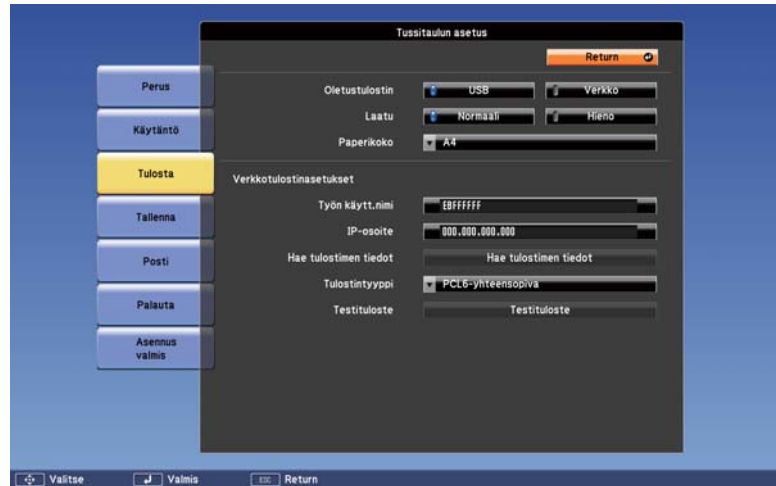 Tussitaulun asetus
Return
Perus
Käytäntö
Tulosta
Tallenna
Posti
Palauta
Asennus
valmis
Oletustulostin USB Verkko
Laatu Normaali Hieno
Paperikoko A4
Verkkotulostinasetukset
Työn käytt.nimi EBFFFFFF
IP-osoite 000.000.000.000
Hae tulostimen tiedot Hae tulostimen tiedot
Tulostintyyppi PCL6-yhteensopiva
Testituloste Testituloste
Valitse Valmis ESC Return